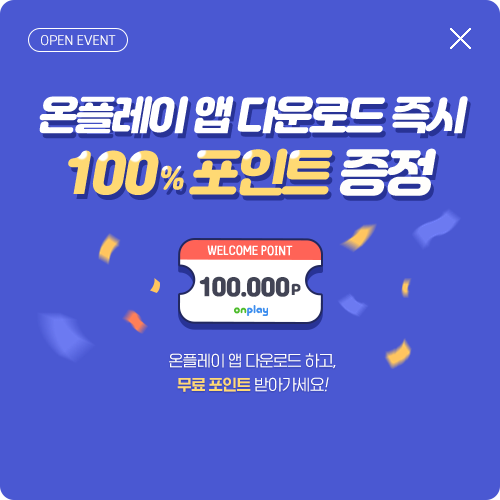 OPEN EVENT
온플레이 앱 다운로드 즉시
100% 포인트 증정
WELCOME POINT
100.000P
onplay
온플레이 앱 다운로드 하고,
무료 포인트 받아가세요!